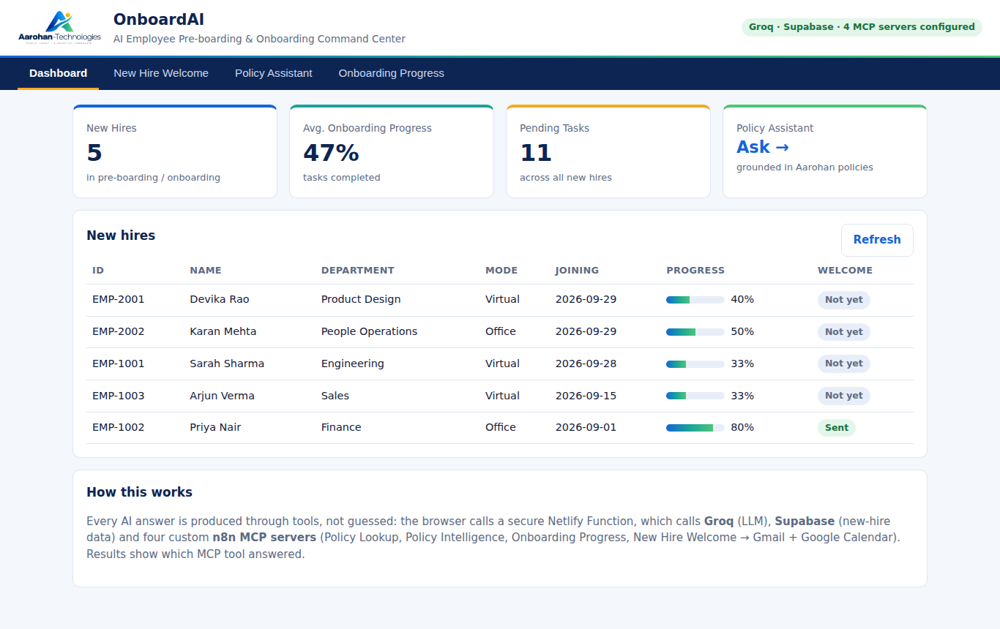 Aarohan-Technologies
OnboardAI
AI Employee Pre-boarding & Onboarding Command Center
Groq · Supabase · 4 MCP servers configured
Dashboard New Hire Welcome Policy Assistant Onboarding Progress
New Hires
5
in pre-boarding / onboarding
Avg. Onboarding Progress
47%
tasks completed
Pending Tasks
11
across all new hires
Policy Assistant
Ask →
grounded in Aarohan policies
New hires
Refresh
ID NAME DEPARTMENT MODE JOINING PROGRESS WELCOME
EMP-2001 Devika Rao Product Design Virtual 2026-09-29 40% Not yet
EMP-2002 Karan Mehta People Operations Office 2026-09-29 50% Not yet
EMP-1001 Sarah Sharma Engineering Virtual 2026-09-28 33% Not yet
EMP-1003 Arjun Verma Sales Virtual 2026-09-15 33% Not yet
EMP-1002 Priya Nair Finance Office 2026-09-01 80% Sent
How this works
Every AI answer is produced through tools, not guessed: the browser calls a secure Netlify Function, which calls Groq (LLM), Supabase (new-hire
data) and four custom n8n MCP servers (Policy Lookup, Policy Intelligence, Onboarding Progress, New Hire Welcome → Gmail + Google Calendar).
Results show which MCP tool answered.